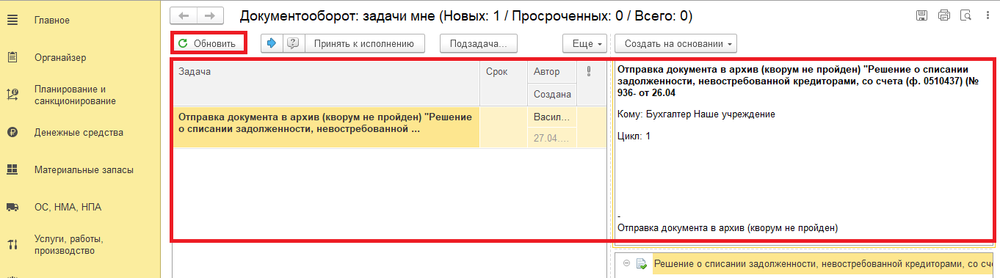 Главное
Органайзер
Планирование и
санкционирование
Денежные средства
Материальные запасы
ОС, НМА, НПА
Услуги, работы,
производство
Документооборот: задачи мне (Новых: 1 / Просроченных: 0 / Всего: 0)
Обновить
Принять к исполнению
Подзадача...
Еще
Создать на основании
Задача
Срок
Автор
Создана
Отправка документа в архив (кворум не пройден) "Решение
о списании задолженности, невостребованной ...
Васил...
27.04....
Отправка документа в архив (кворум не пройден) "Решение о списании
задолженности, невостребованной кредиторами, со счета (ф. 0510437) (№
936- от 26.04
Кому: Бухгалтер Наше учреждение
Цикл: 1
-
Отправка документа в архив (кворум не пройден)
Решение о списании задолженности, невостребованной кредиторами, со сче